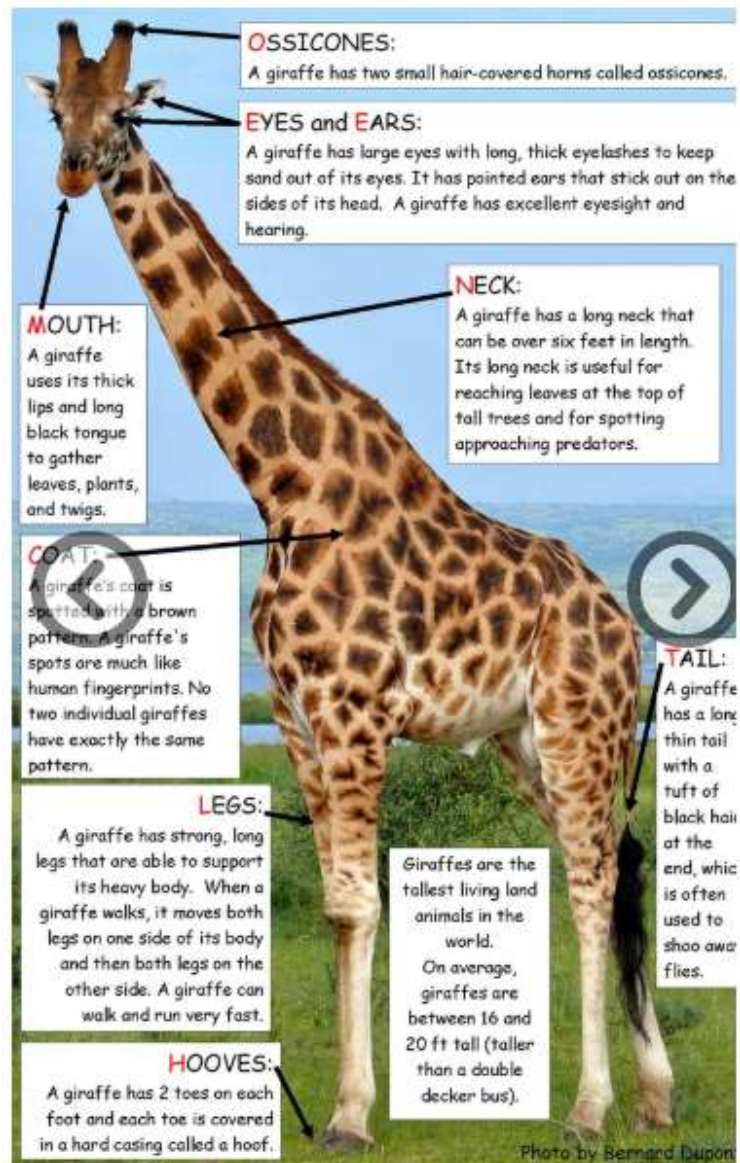 OSSICONES:
A giraffe has two small hair-covered horns called ossicones.
EYES and EARS:
A giraffe has large eyes with long, thick eyelashes to keep
sand out of its eyes. It has pointed ears that stick out on the
sides of its head. A giraffe has excellent eyesight and
hearing.
NECK:
A giraffe has a long neck that
can be over six feet in length.
Its long neck is useful for
reaching leaves at the top of
tall trees and for spotting
approaching predators.
MOUTH:
A giraffe
uses its thick
lips and long
black tongue
to gather
leaves, plants,
and twigs.
COAT:
A giraffe's coat is
spotted with a brown
pattern. A giraffe's
spots are much like
human fingerprints. No
two individual giraffes
have exactly the same
pattern.
TAIL:
A giraffe
has a long
thin tail
with a
tuft of
black hair
at the
end, whic
is often
used to
shoo away
flies.
LEGS:
A giraffe has strong, long
legs that are able to support
its heavy body. When a
giraffe walks, it moves both
legs on one side of its body
and then both legs on the
other side. A giraffe can
walk and run very fast.
Giraffes are the
tallest living land
animals in the
world.
On average,
giraffes are
between 16 and
20 ft tall (taller
than a double
decker bus).
HOOVES:
A giraffe has 2 toes on each
foot and each toe is covered
in a hard casing called a hoof.
Photo by Bernard Dupont